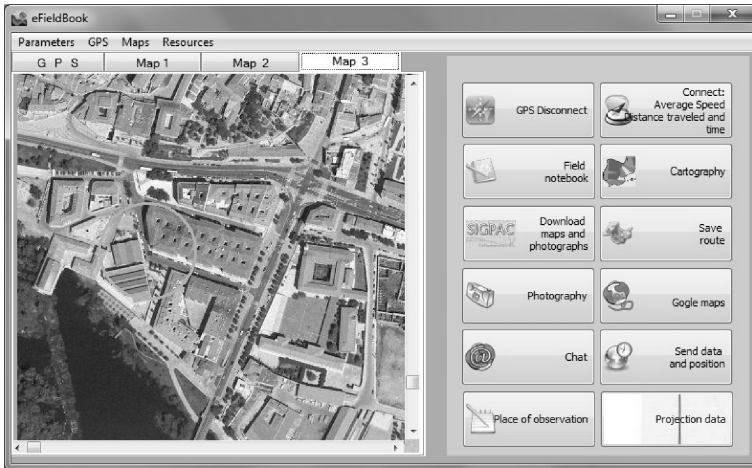 eFieldBook
Parameters GPS Maps Resources
G P S Map 1 Map 2 Map 3
GPS Disconnect
Connect:
Average Speed
Distance traveled and
time
Field
notebook
Cartography
SIGPAC
Download
maps and
photographs
Save
route
Photography
Gogle maps
@
Chat
Send data
and position
Place of observation
Projection data